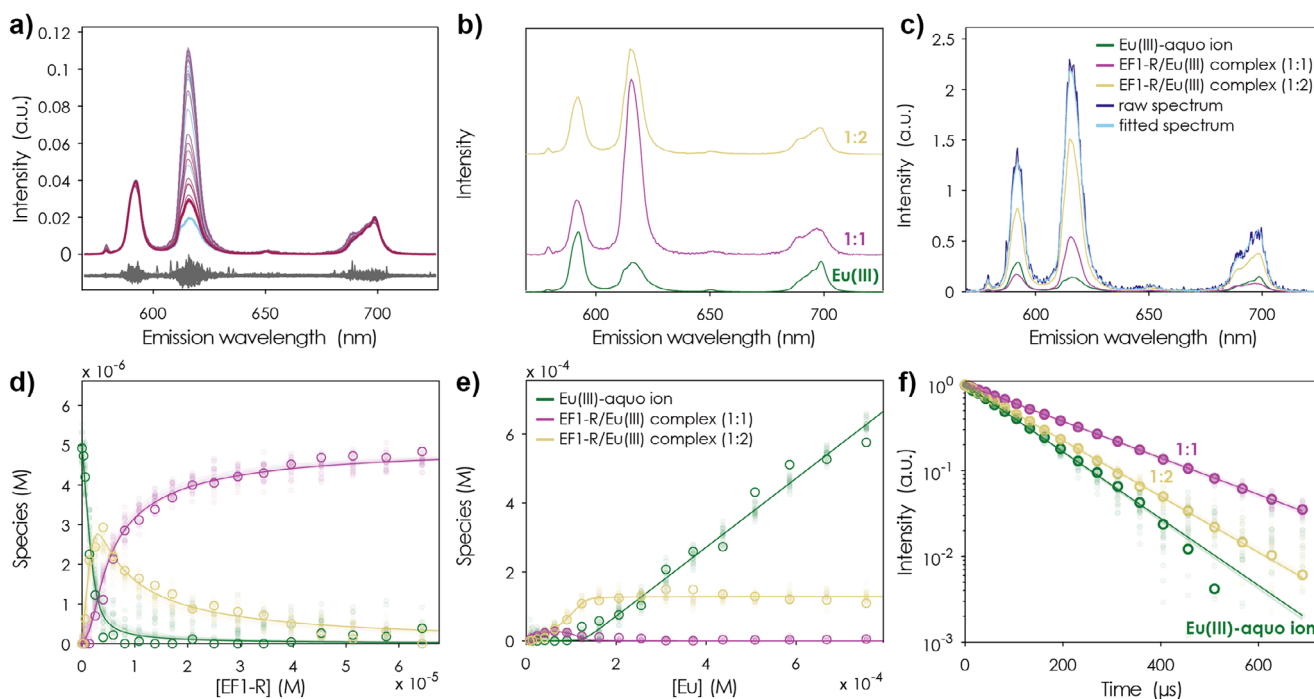 a)
0.12
0.1
0.08
0.06
0.04
0.02
0
Intensity (a.u.)
600
650
700
Emission wavelength (nm)
b)
Intensity
1:2
1:1
Eu(III)
600
650
700
Emission wavelength (nm)
c)
2.5
2
1.5
1
0.5
0
Intensity (a.u.)
Eu(III)-aquo ion
EF1-R/Eu(III) complex (1:1)
EF1-R/Eu(III) complex (1:2)
raw spectrum
fitted spectrum
600
650
700
Emission wavelength (nm)
d)
x 10-6
6
5
4
3
2
1
0
Species (M)
0
1
2
3
4
5
6
[EF1-R] (M)
x 10-5
e)
x 10-4
6
4
2
0
Species (M)
Eu(III)-aquo ion
EF1-R/Eu(III) complex (1:1)
EF1-R/Eu(III) complex (1:2)
0
2
4
6
[Eu] (M)
x 10-4
f)
100
10-1
10-2
10-3
Intensity (a.u.)
1:1
1:2
Eu(III)-aquo ion
0
200
400
600
Time (µs)